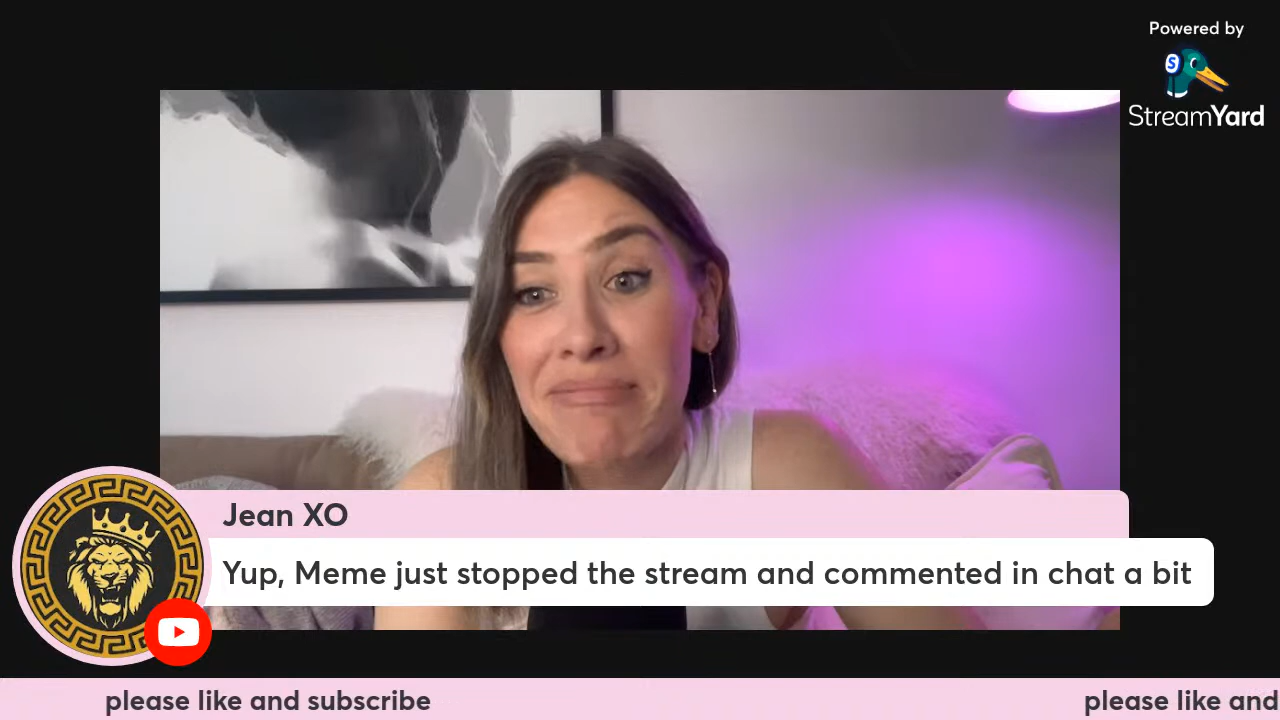 Powered by
StreamYard
Jean XO
Yup, Meme just stopped the stream and commented in chat a bit
please like and subscribe
please like and